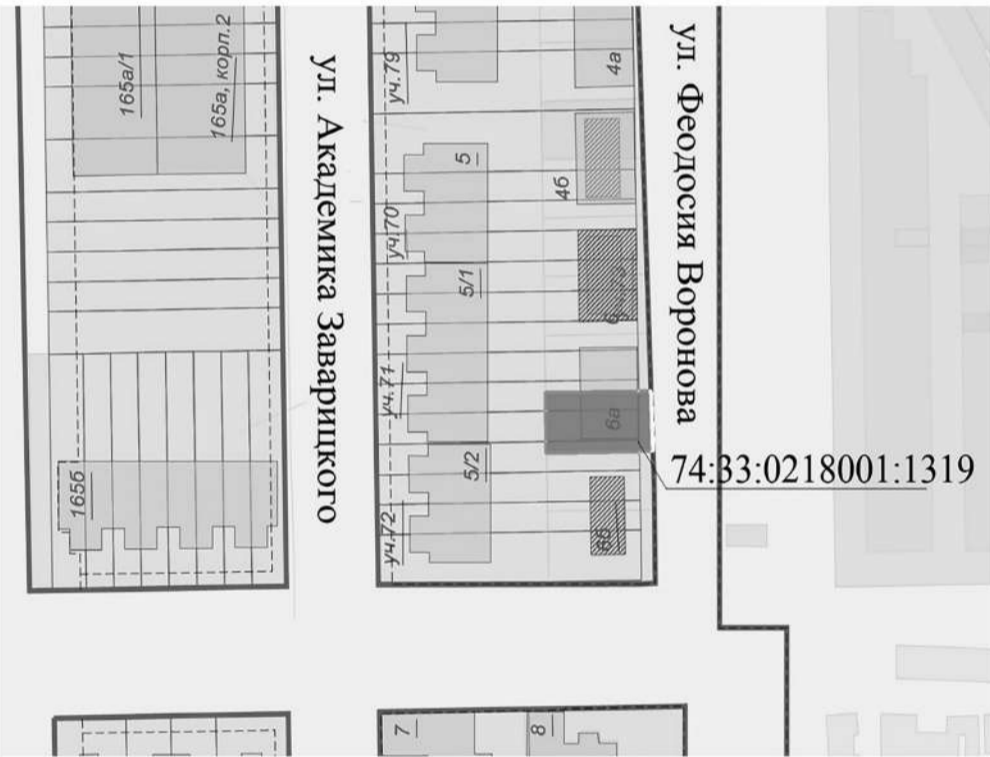 165а/1
165а, корп.2
ул. Академика Заварицкого
уч.79
4а
ул. Феодосия Воронова
5
4б
уч.70
5/1
уч.71
6а
5/2
74:33:0218001:1319
165б
уч.72
6б
7
8